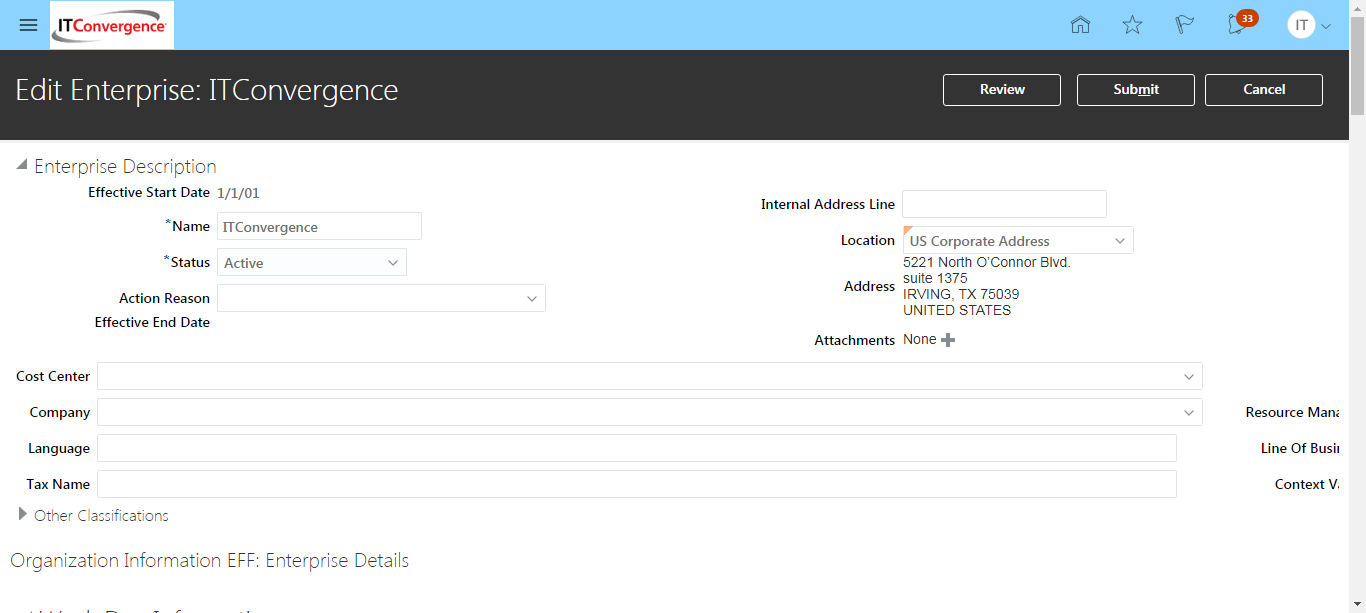 ITConvergence
33
IT
Edit Enterprise: ITConvergence
Review
Submit
Cancel
Enterprise Description
Effective Start Date 1/1/01
*Name ITConvergence
*Status Active
Action Reason
Effective End Date
Internal Address Line
Location US Corporate Address
Address 5221 North O'Connor Blvd.
suite 1375
IRVING, TX 75039
UNITED STATES
Attachments None
Cost Center
Company
Resource Mana
Language
Line Of Busi
Tax Name
Context V
Other Classifications
Organization Information EFF: Enterprise Details